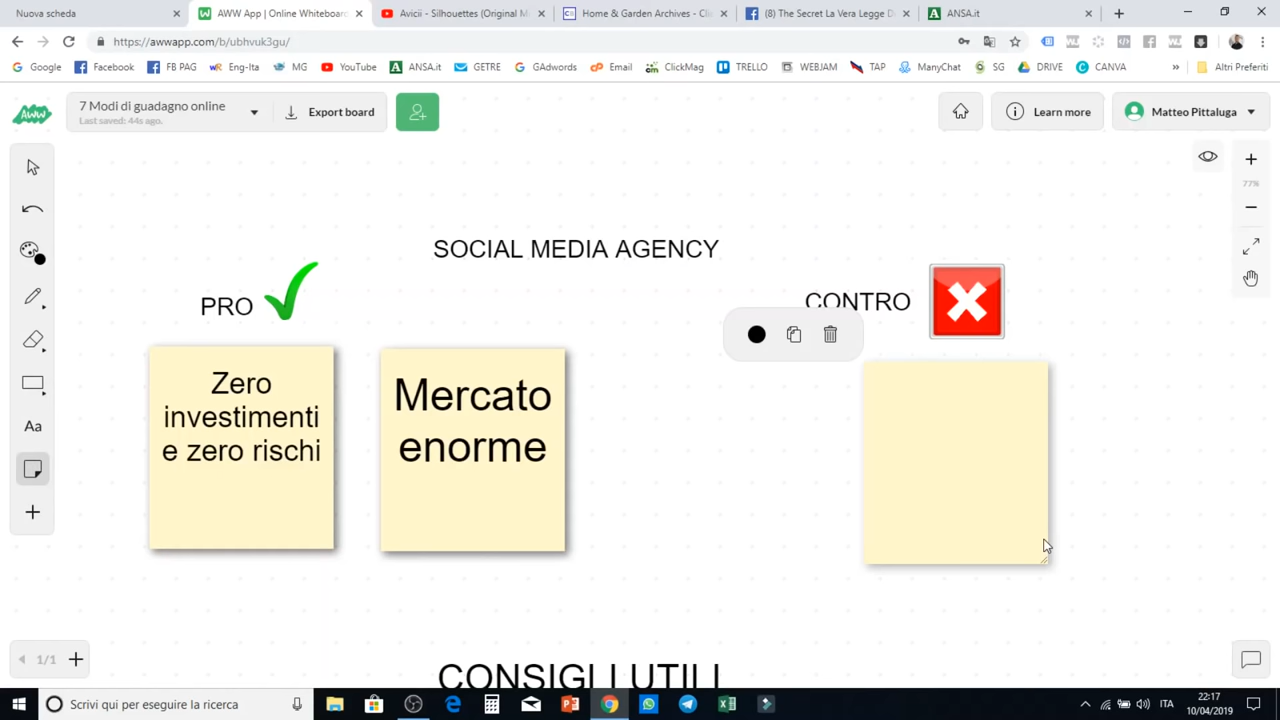 Nuova scheda
AWW App | Online Whiteboard
Avicii - Silhouettes (Original M
Home & Garden Archives - Cli
(8) The Secret La Vera Legge D
ANSA.it
https://awwapp.com/b/ubhvuk3gu/
Google
Facebook
FB PAG
Eng-Ita
MG
YouTube
ANSA.it
GETRE
GAdwords
Email
ClickMag
TRELLO
WEBJAM
TAP
ManyChat
SG
DRIVE
CANVA
»
Altri Preferiti
AWW
7 Modi di guadagno online
Last saved: 44s ago.
Export board
Learn more
Matteo Pittaluga
77%
SOCIAL MEDIA AGENCY
PRO
CONTRO
Zero
investimenti
e zero rischi
Mercato
enorme
Aa
CONSIGLI UTILI
1/1
Scrivi qui per eseguire la ricerca
ITA
22:17
10/04/2019